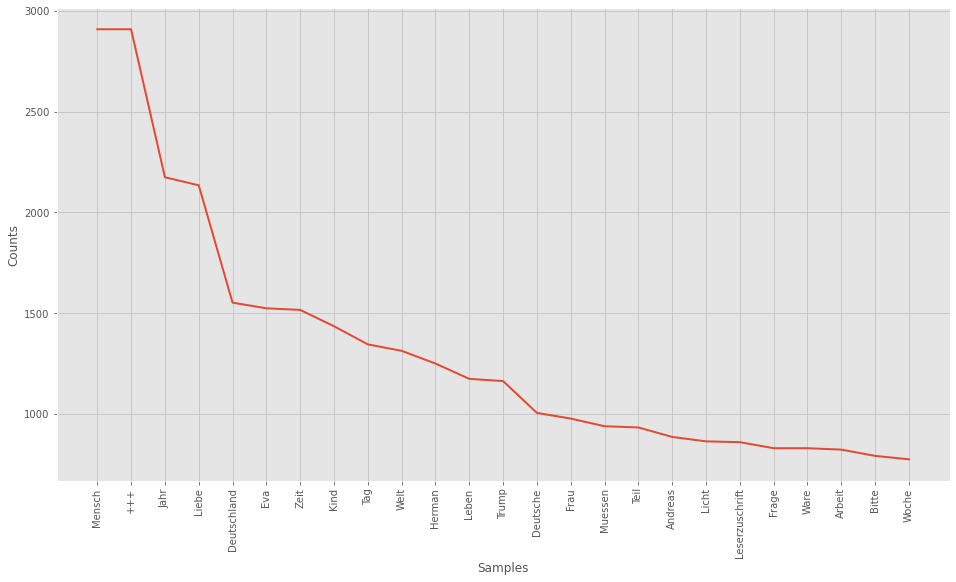 3000
2500
2000
1500
1000
Counts
Mensch
+++
Jahr
Liebe
Deutschland
Eva
Zeit
Kind
Tag
Welt
Herman
Leben
Trump
Deutsche
Frau
Muessen
Teil
Andreas
Licht
Leserzuschrift
Frage
Ware
Arbeit
Bitte
Woche
Samples